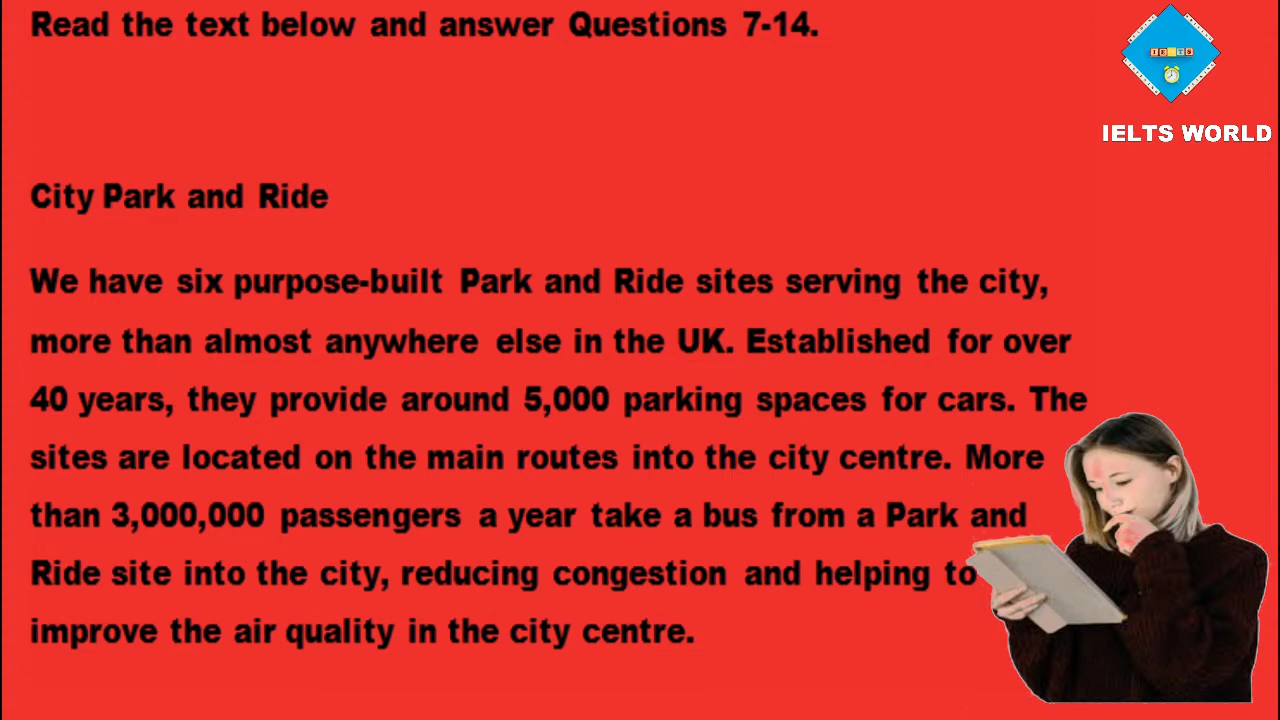 Read the text below and answer Questions 7-14.
IELTS
IELTS WORLD
City Park and Ride
We have six purpose-built Park and Ride sites serving the city,
more than almost anywhere else in the UK. Established for over
40 years, they provide around 5,000 parking spaces for cars. The
sites are located on the main routes into the city centre. More
than 3,000,000 passengers a year take a bus from a Park and
Ride site into the city, reducing congestion and helping to
improve the air quality in the city centre.